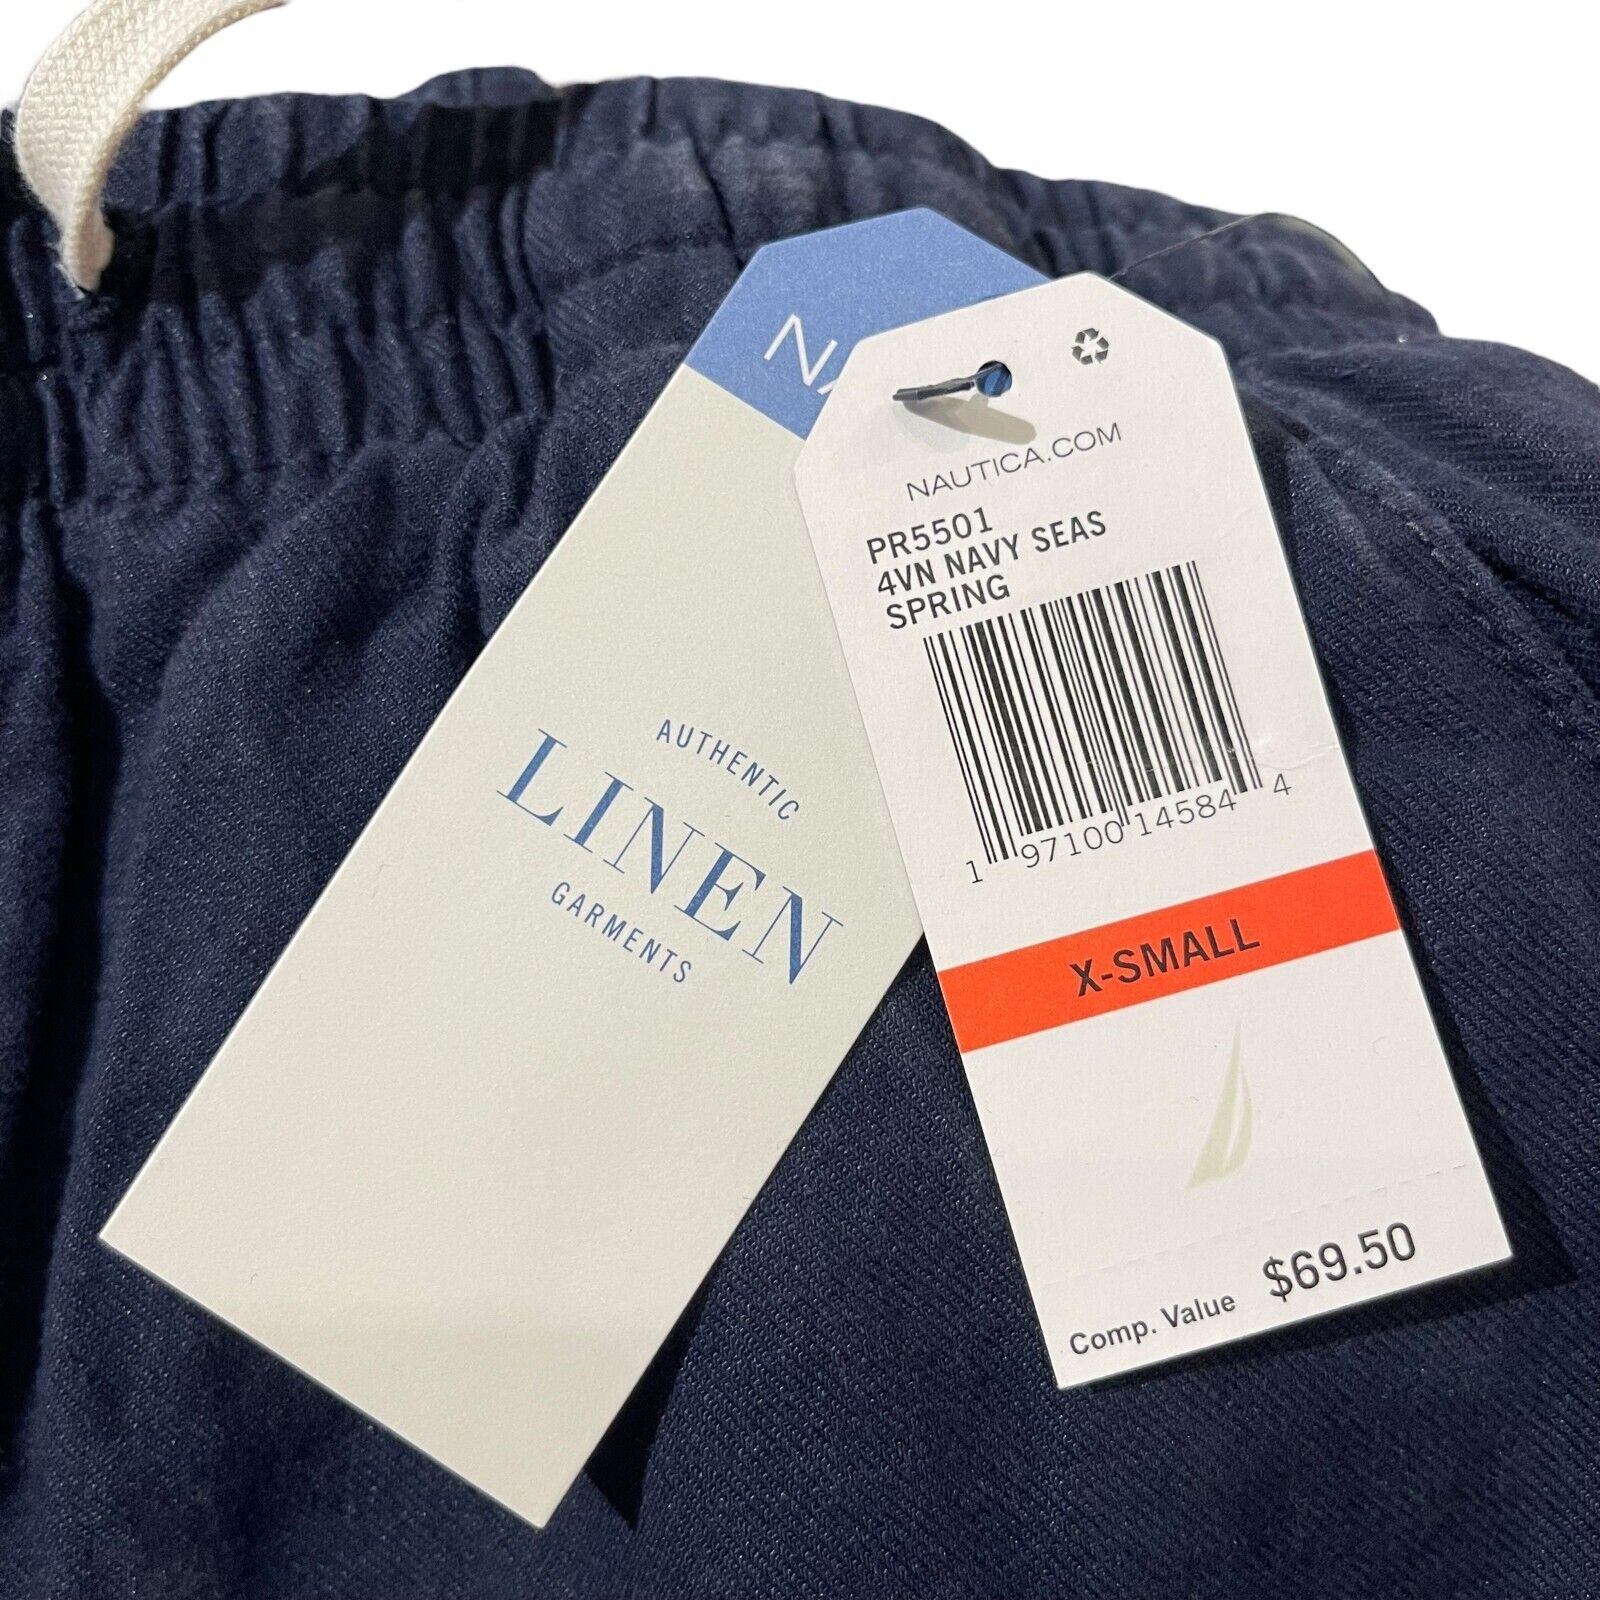 NA
AUTHENTIC
LINEN
GARMENTS
NAUTICA.COM
PR5501
4VN NAVY SEAS
SPRING
1 97100 14584 4
X-SMALL
Comp. Value $69.50